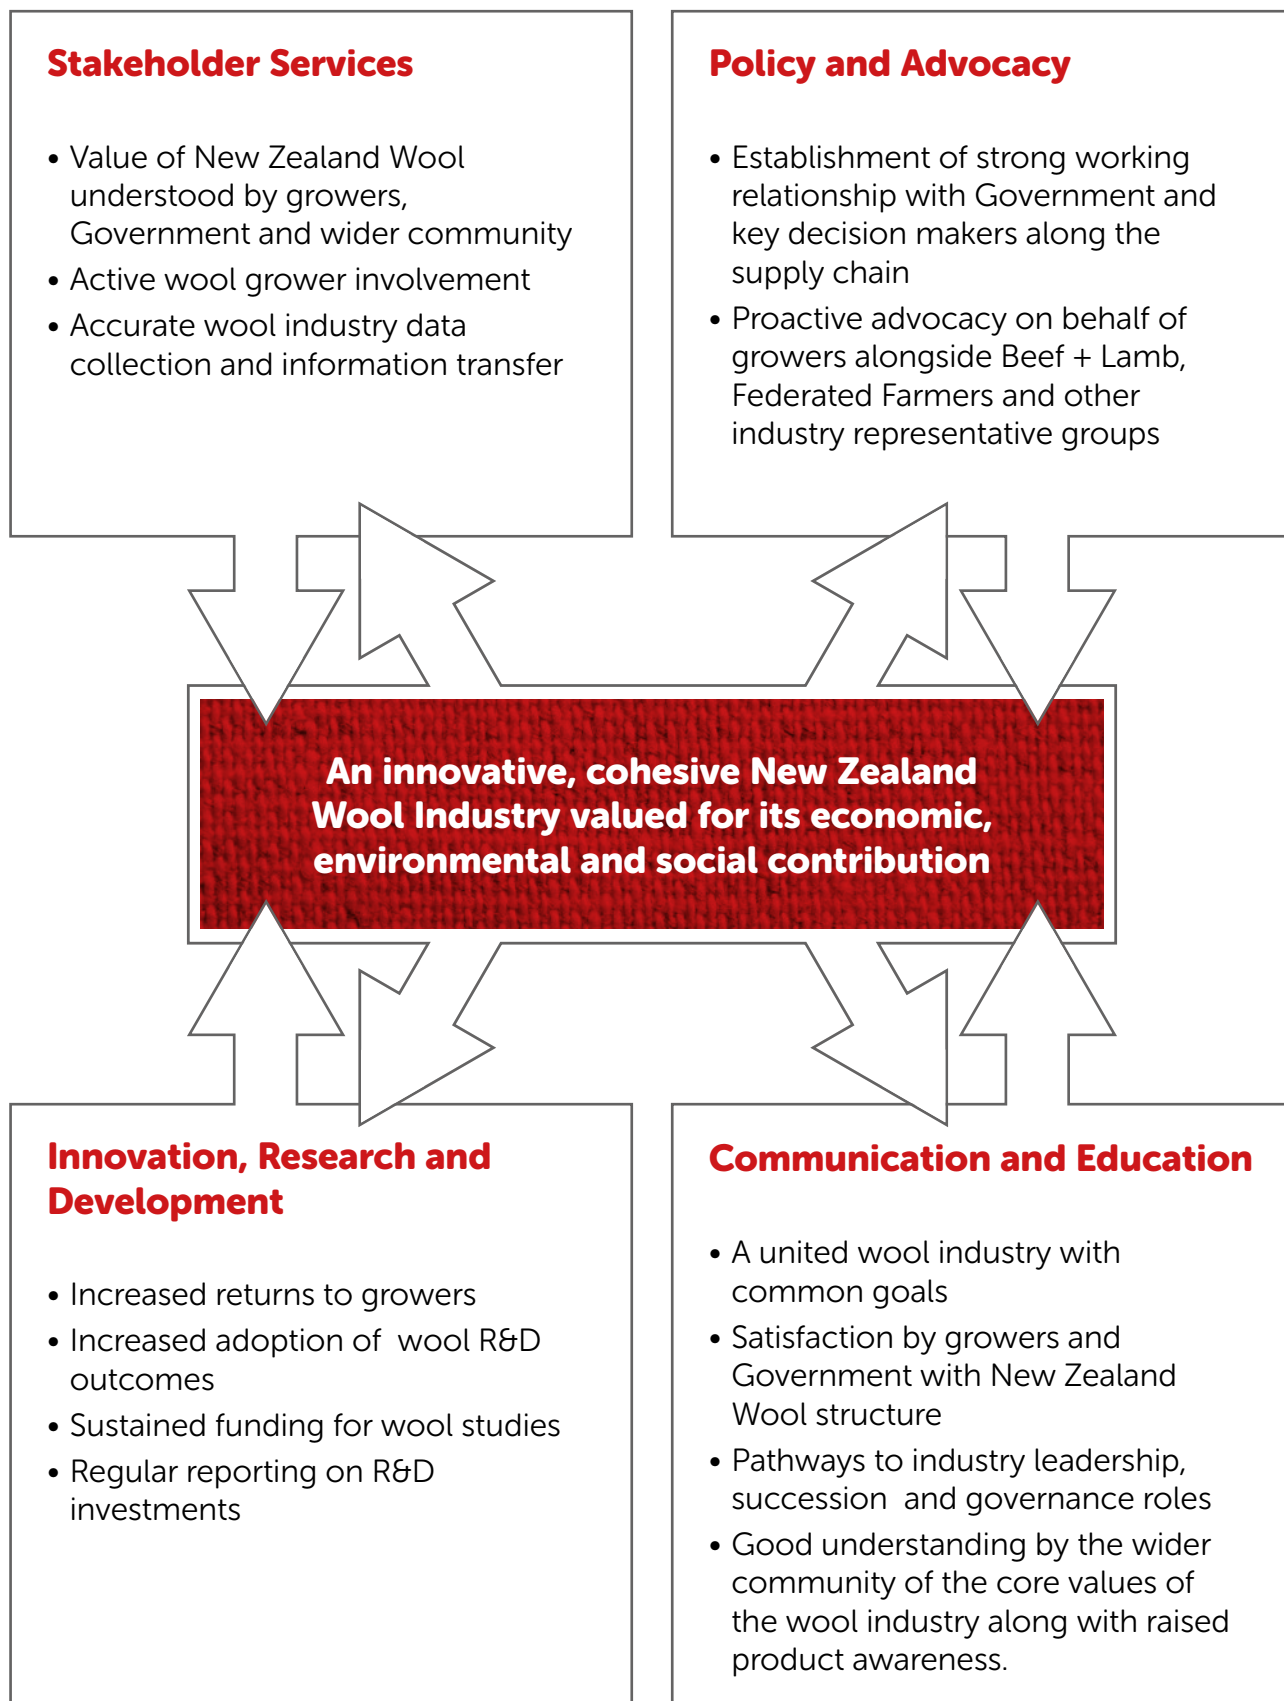 Stakeholder Services
• Value of New Zealand Wool
understood by growers,
Government and wider community
• Active wool grower involvement
• Accurate wool industry data
collection and information transfer
Policy and Advocacy
• Establishment of strong working
relationship with Government and
key decision makers along the
supply chain
• Proactive advocacy on behalf of
growers alongside Beef + Lamb,
Federated Farmers and other
industry representative groups
An innovative, cohesive New Zealand
Wool Industry valued for its economic,
environmental and social contribution
Innovation, Research and
Development
• Increased returns to growers
• Increased adoption of  wool R&D
outcomes
• Sustained funding for wool studies
• Regular reporting on R&D
investments
Communication and Education
• A united wool industry with
common goals
• Satisfaction by growers and
Government with New Zealand
Wool structure
• Pathways to industry leadership,
succession  and governance roles
• Good understanding by the wider
community of the core values of
the wool industry along with raised
product awareness.